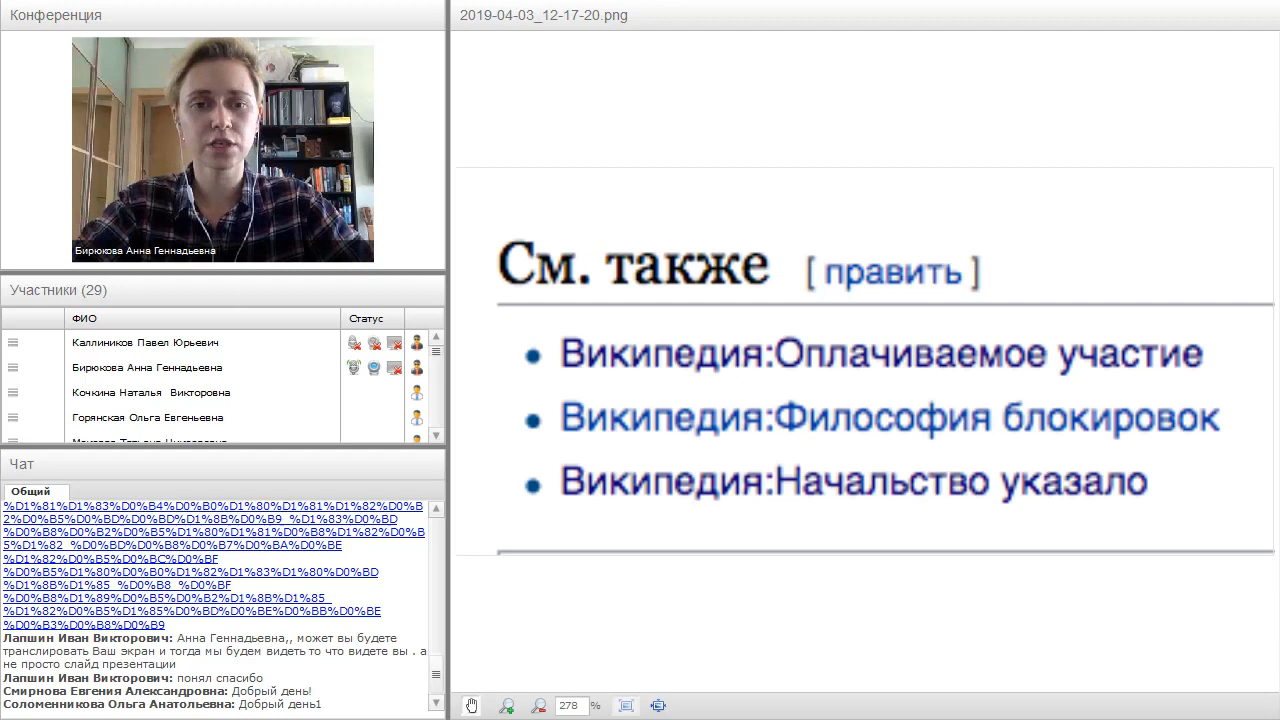 Конференция
Бирюкова Анна Геннадьевна
Участники (29)
ФИО
Статус
Каллиников Павел Юрьевич
Бирюкова Анна Геннадьевна
Кочкина Наталья Викторовна
Горянская Ольга Евгеньевна
Чат
Общий
%D1%81%D1%83%D0%B4%D0%B0%D1%80%D1%81%D1%82%D0%B
2%D0%B5%D0%BD%D0%BD%D1%8B%D0%B9_%D1%83%D0%BD
%D0%B8%D0%B2%D0%B5%D1%80%D1%81%D0%B8%D1%82%D0%B
5%D1%82_%D0%BD%D0%B8%D0%B7%D0%BA%D0%BE
%D1%82%D0%B5%D0%BC%D0%BF
%D0%B5%D1%80%D0%B0%D1%82%D1%83%D1%80%D0%BD
%D1%8B%D1%85_%D0%B8_%D0%BF
%D0%B8%D1%89%D0%B5%D0%B2%D1%8B%D1%85_
%D1%82%D0%B5%D1%85%D0%BD%D0%BE%D0%BB%D0%BE
%D0%B3%D0%B8%D0%B9
Лапшин Иван Викторович: Анна Геннадьевна,, может вы будете
транслировать Ваш экран и тогда мы будем видеть то что видете вы . а
не просто слайд презентации
Лапшин Иван Викторович: понял спасибо
Смирнова Евгения Александровна: Добрый день!
Соломенникова Ольга Анатольевна: Добрый день1
2019-04-03_12-17-20.png
См. также [ править ]
Википедия:Оплачиваемое участие
Википедия:Философия блокировок
Википедия:Начальство указало
278 %